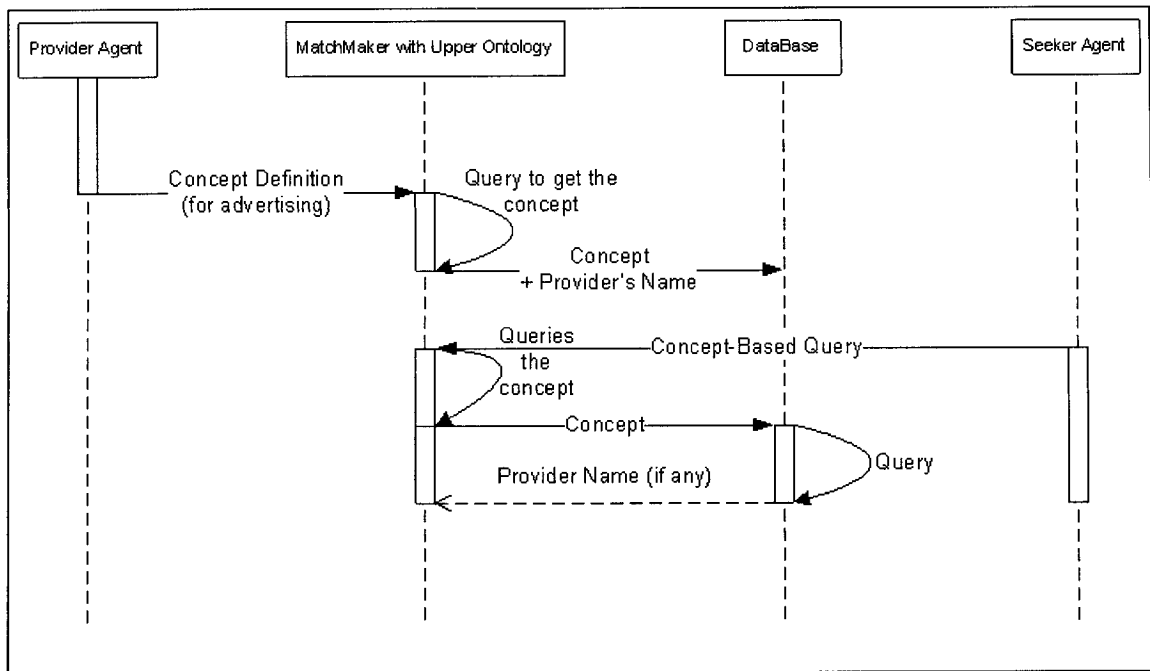 Provider Agent
MatchMaker with Upper Ontology
DataBase
Seeker Agent
Concept Definition
(for advertising)
Query to get the
concept
Concept
+ Provider's Name
Queries
the
concept
Concept-Based Query
Concept
Query
Provider Name (if any)